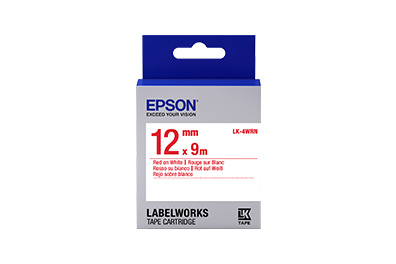 EPSON
EXCEED YOUR VISION
LK-4WRN
12 mm x 9m
Red on White | Rouge sur Blanc
Rosso su bianco | Rot auf Weiß
Rojo sobre blanco
LABELWORKS
TAPE CARTRIDGE
LK
TAPE